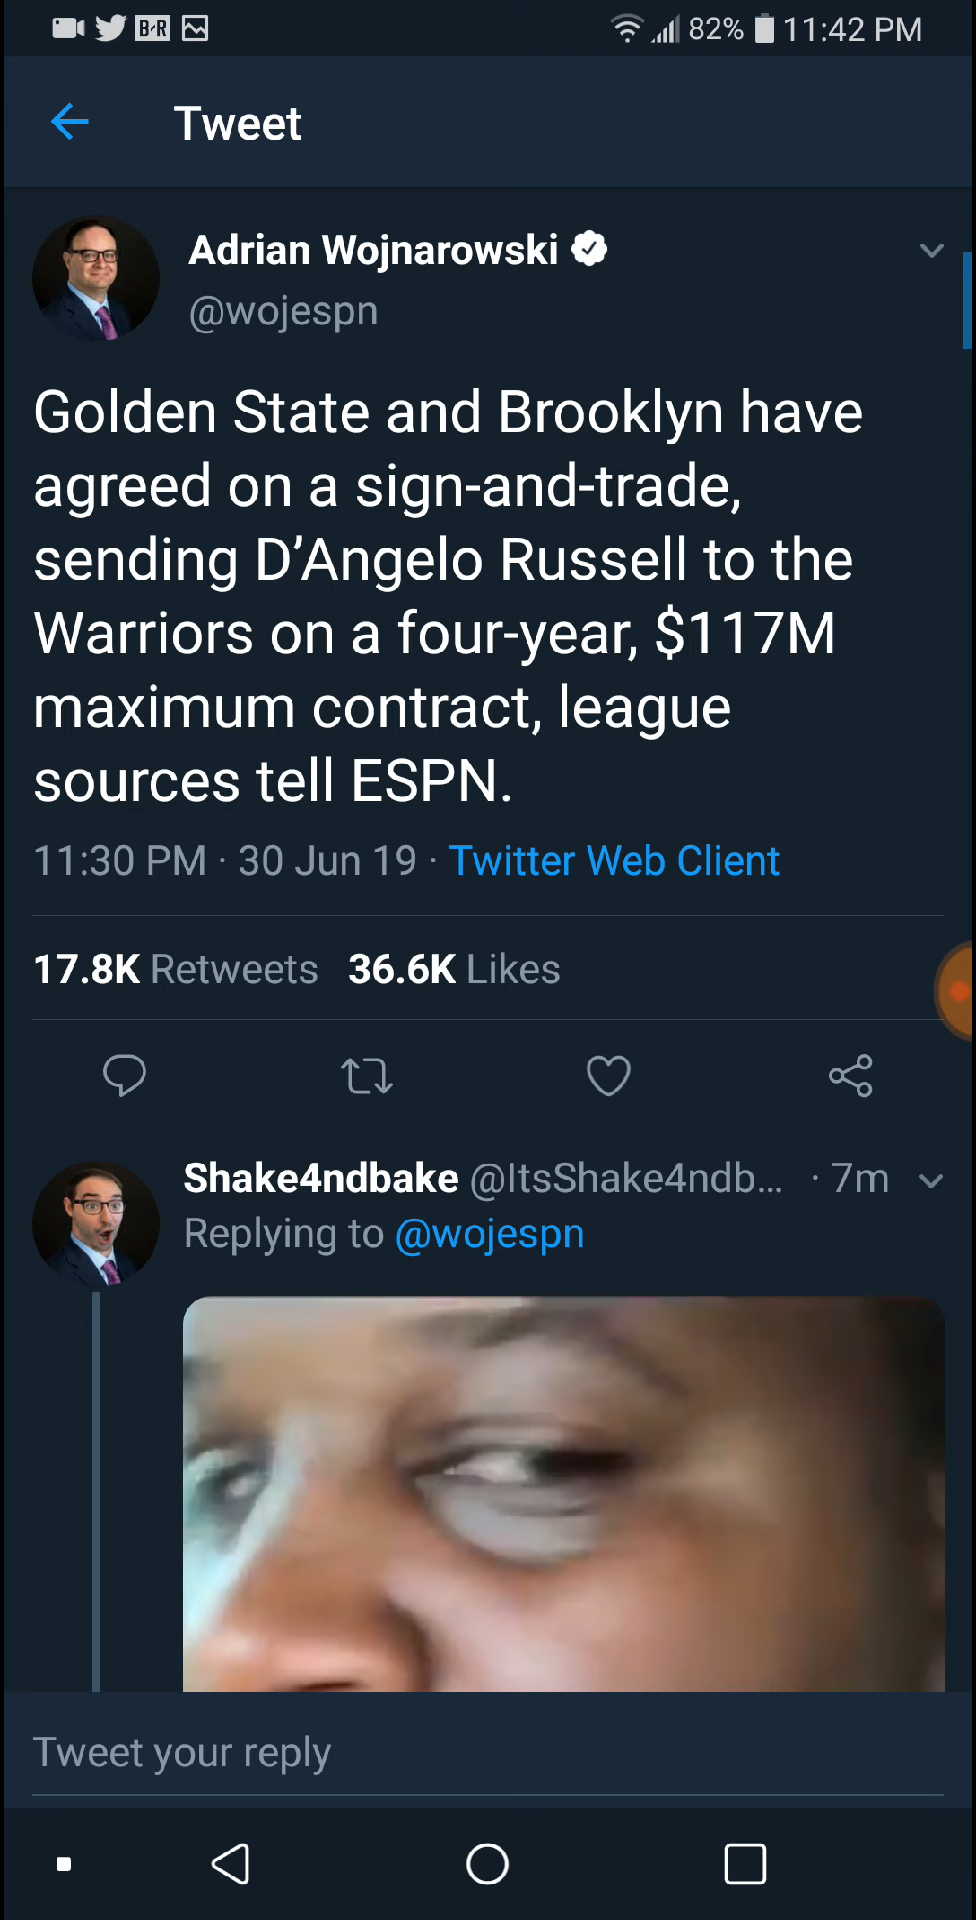 B/R 82% 11:42 PM
Tweet
Adrian Wojnarowski
@wojespn
Golden State and Brooklyn have
agreed on a sign-and-trade,
sending D’Angelo Russell to the
Warriors on a four-year, $117M
maximum contract, league
sources tell ESPN.
11:30 PM · 30 Jun 19 · Twitter Web Client
17.8K Retweets 36.6K Likes
Shake4ndbake @ItsShake4ndb... · 7m
Replying to @wojespn
Tweet your reply